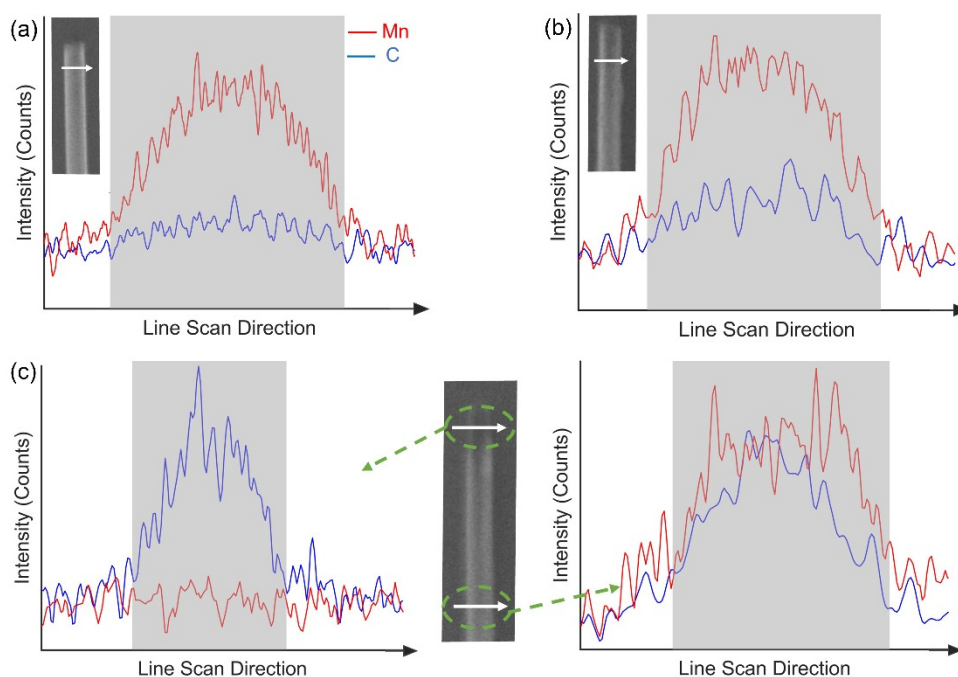 (a)
Mn
C
Intensity (Counts)
Line Scan Direction
(b)
Intensity (Counts)
Line Scan Direction
(c)
Intensity (Counts)
Line Scan Direction
Intensity (Counts)
Line Scan Direction